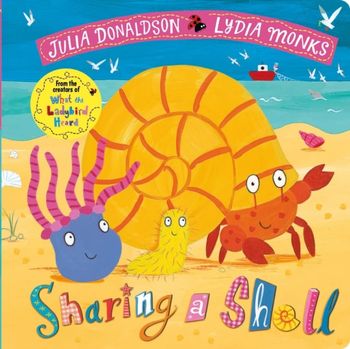 JULIA DONALDSON LYDIA MONKS
From the
creators of
What the
Ladybird
Heard
Sharing a Shell